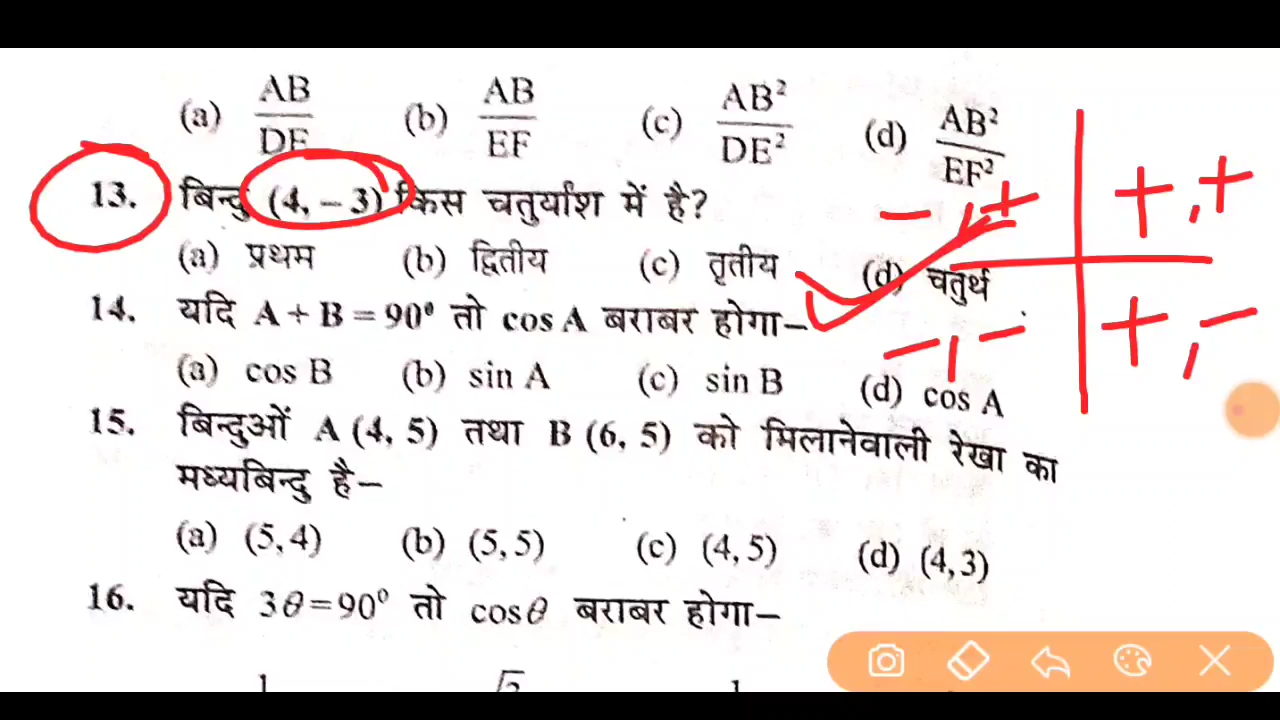 (a) AB/DE (b) AB/EF (c) AB²/DE² (d) AB²/EF²
13. बिन्दु (4, – 3) किस चतुर्यांश में है?
(a) प्रथम (b) द्वितीय (c) तृतीय (d) चतुर्थ
– , + + , +
14. यदि A + B = 90° तो cos A बराबर होगा–
– , – + , –
(a) cos B (b) sin A (c) sin B (d) cos A
15. बिन्दुओं A (4, 5) तथा B (6, 5) को मिलानेवाली रेखा का
मध्यबिन्दु है–
(a) (5, 4) (b) (5, 5) (c) (4, 5) (d) (4, 3)
16. यदि 3θ=90° तो cosθ बराबर होगा–